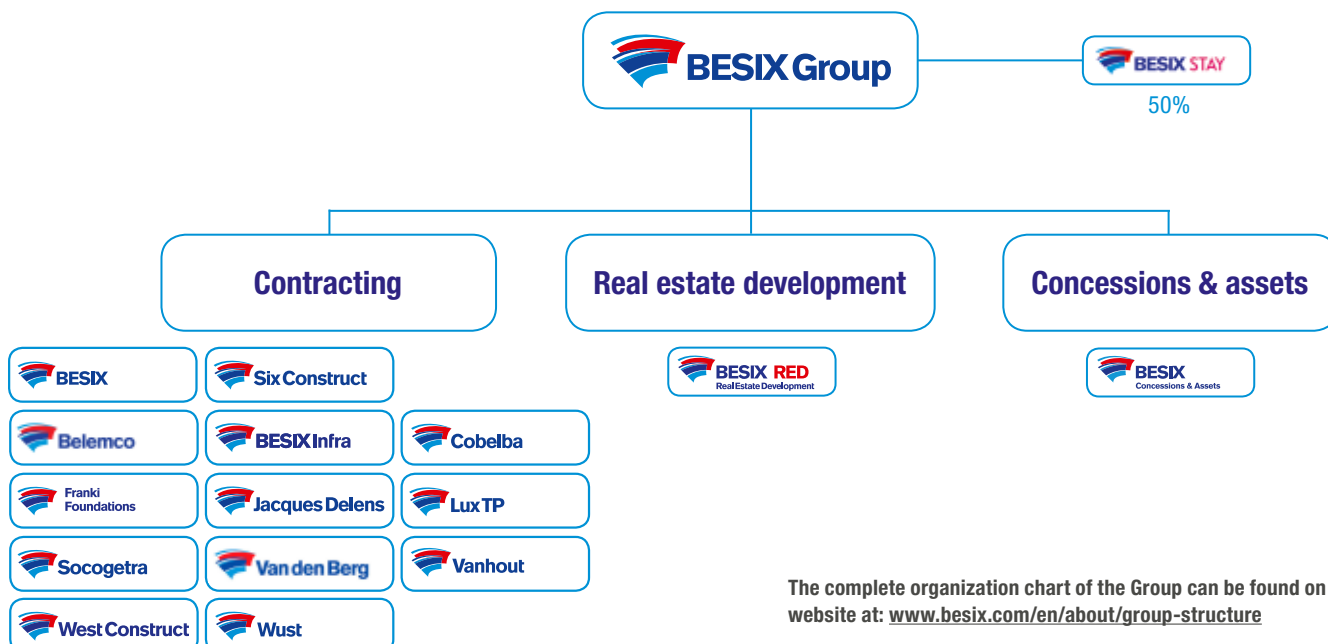 BESIX Group
BESIX STAY
50%
Contracting
Real estate development
Concessions & assets
BESIX
Six Construct
BESIX RED
Real Estate Development
BESIX
Concessions & Assets
Belemco
BESIX Infra
Cobelba
Franki
Foundations
Jacques Delens
Lux TP
Socogetra
Van den Berg
Vanhout
West Construct
Wust
The complete organization chart of the Group can be found on
website at: www.besix.com/en/about/group-structure